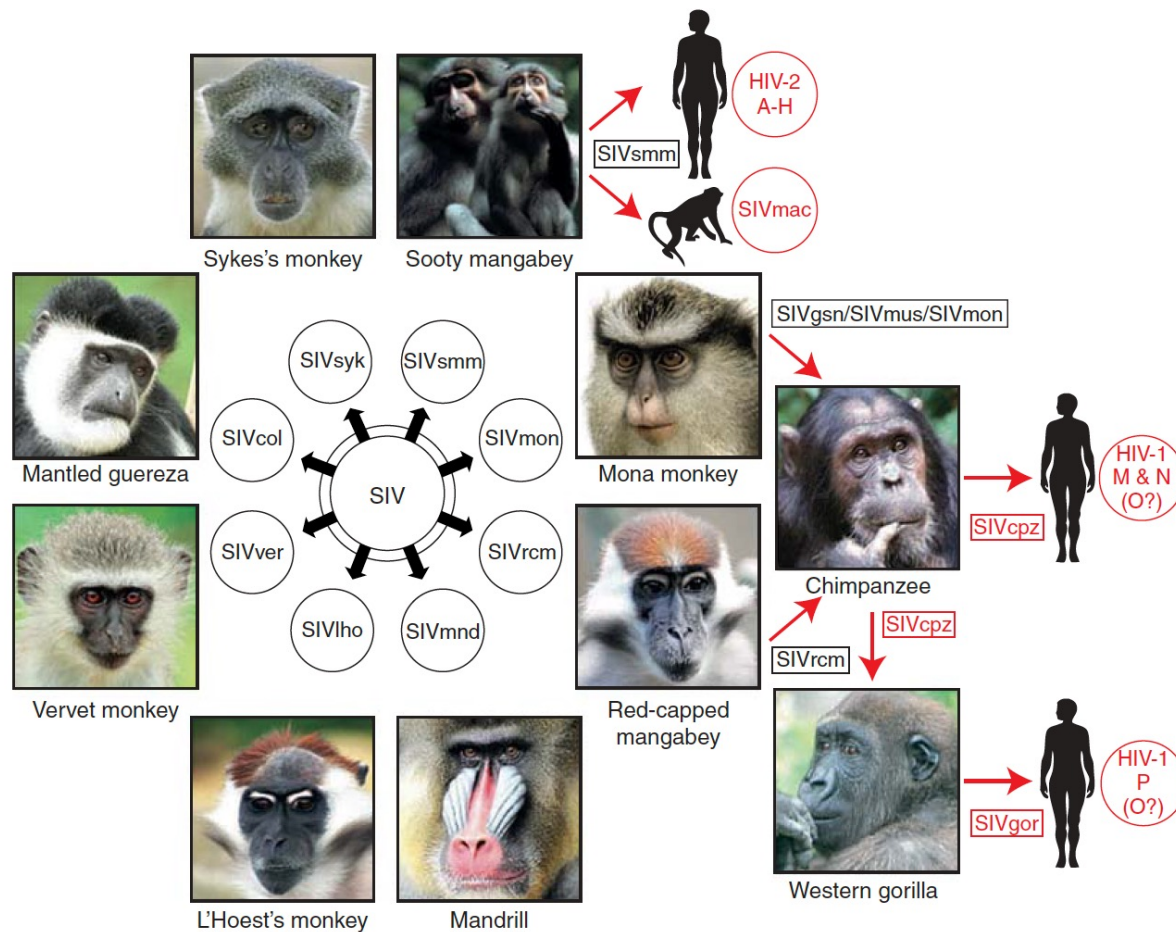 HIV-2
A-H
SIVsmm
SIVmac
Sykes's monkey
Sooty mangabey
SIVgsn/SIVmus/SIVmon
SIVsyk
SIVsmm
SIVcol
SIVmon
SIV
SIVver
SIVrcm
SIVlho
SIVmnd
Mantled guereza
Mona monkey
HIV-1
M & N
(O?)
SIVcpz
Chimpanzee
SIVcpz
SIVrcm
Vervet monkey
Red-capped
mangabey
HIV-1
P
(O?)
SIVgor
Western gorilla
L'Hoest's monkey
Mandrill